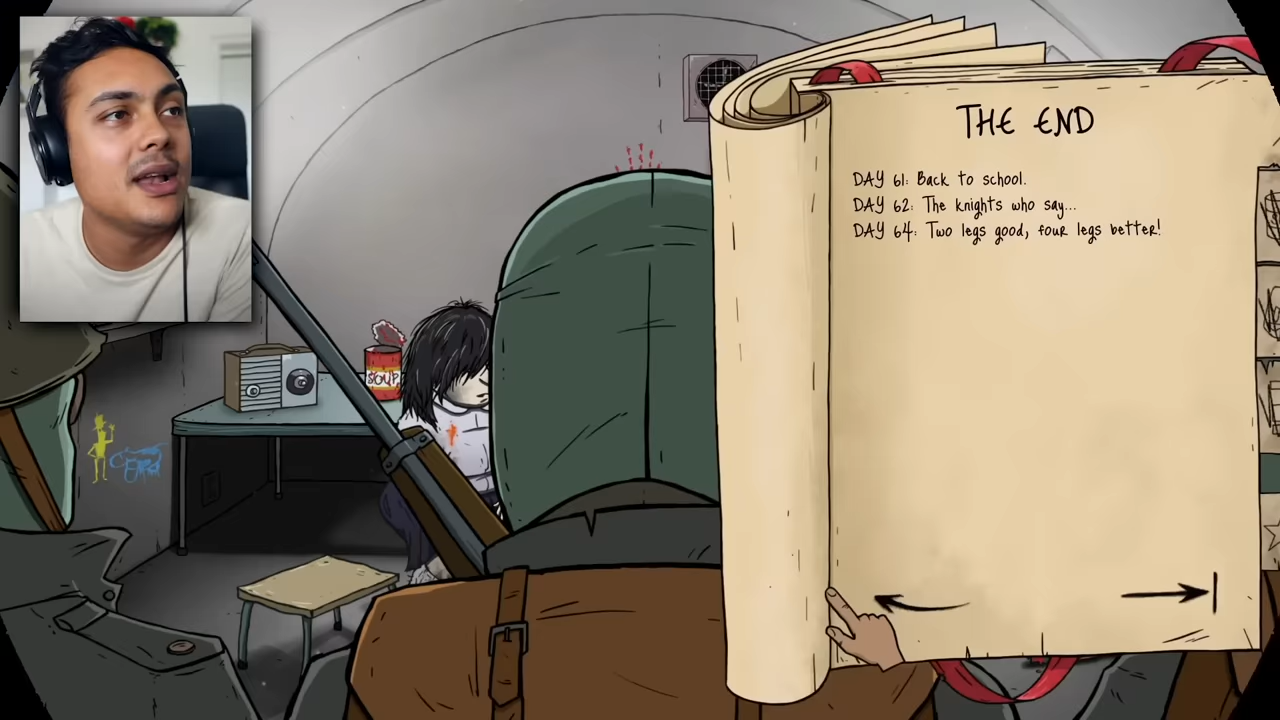 THE END
DAY 61: Back to school.
DAY 62: The knights who say...
DAY 64: Two legs good, four legs better!
SOUP